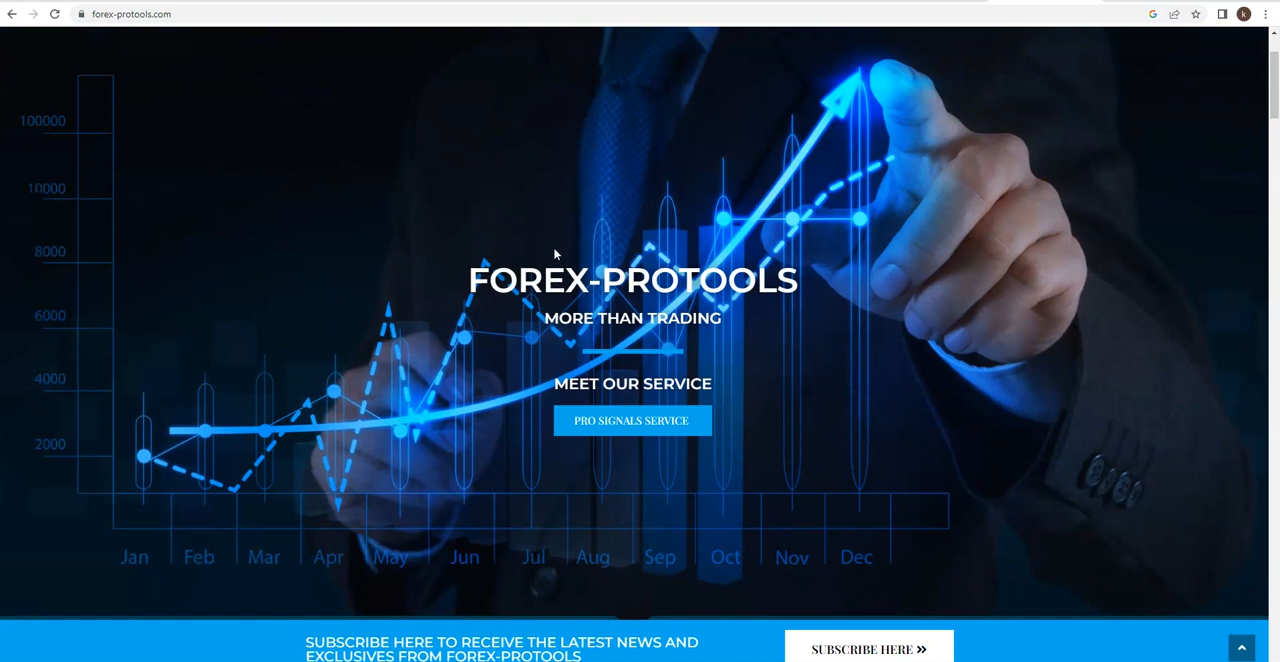 forex-protools.com
k
100000
10000
8000
6000
4000
2000
FOREX-PROTOOLS
MORE THAN TRADING
MEET OUR SERVICE
PRO SIGNALS SERVICE
Jan Feb Mar Apr May Jun Jul Aug Sep Oct Nov Dec
SUBSCRIBE HERE TO RECEIVE THE LATEST NEWS AND
EXCLUSIVES FROM FOREX-PROTOOLS
SUBSCRIBE HERE »